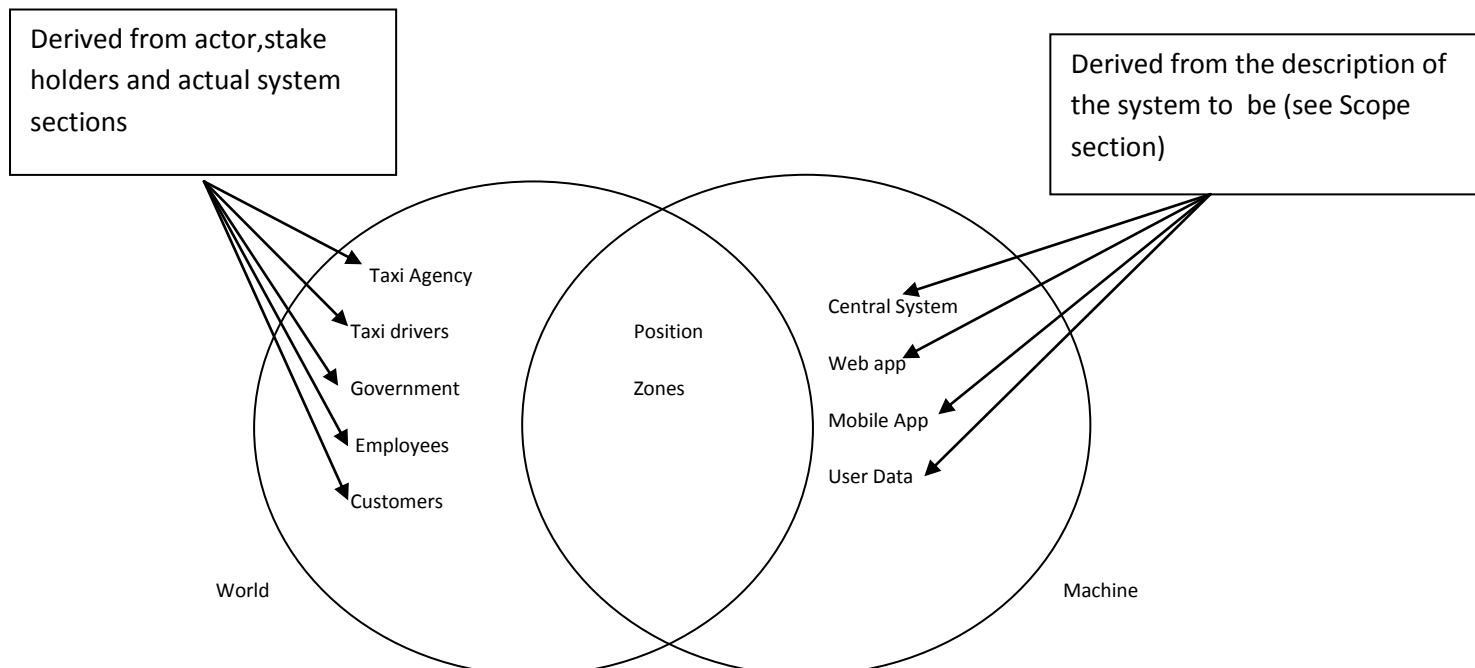 Derived from actor,stake
holders and actual system
sections
Derived from the description of
the system to be (see Scope
section)
Taxi Agency
Taxi drivers
Government
Employees
Customers
Position
Zones
Central System
Web app
Mobile App
User Data
World
Machine